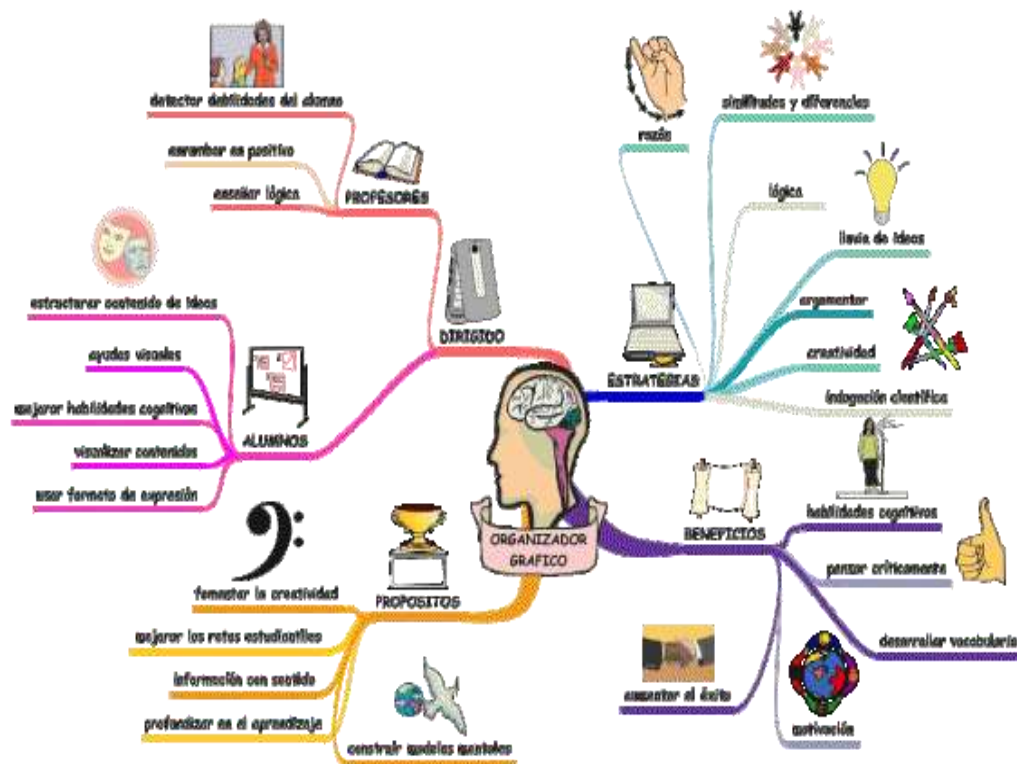 detectar debilidades del alumno
enrumbar en positivo
enseñar lógica
PROFESORES
DIRIGIDO
estructurar contenido de ideas
ayudas visuales
mejorar habilidades cognitivas
visualizar contenidos
usar formato de expresión
ALUMNOS
razón
similitudes y diferencias
lógica
lluvia de ideas
argumentar
creatividad
indagación científica
ESTRATEGIAS
ORGANIZADOR
GRAFICO
BENEFICIOS
habilidades cognitivas
pensar críticamente
desarrollar vocabulario
motivación
aumentar el éxito
PROPOSITOS
fomentar la creatividad
mejorar los retos estudiantiles
información con sentido
profundizar en el aprendizaje
construir modelos mentales